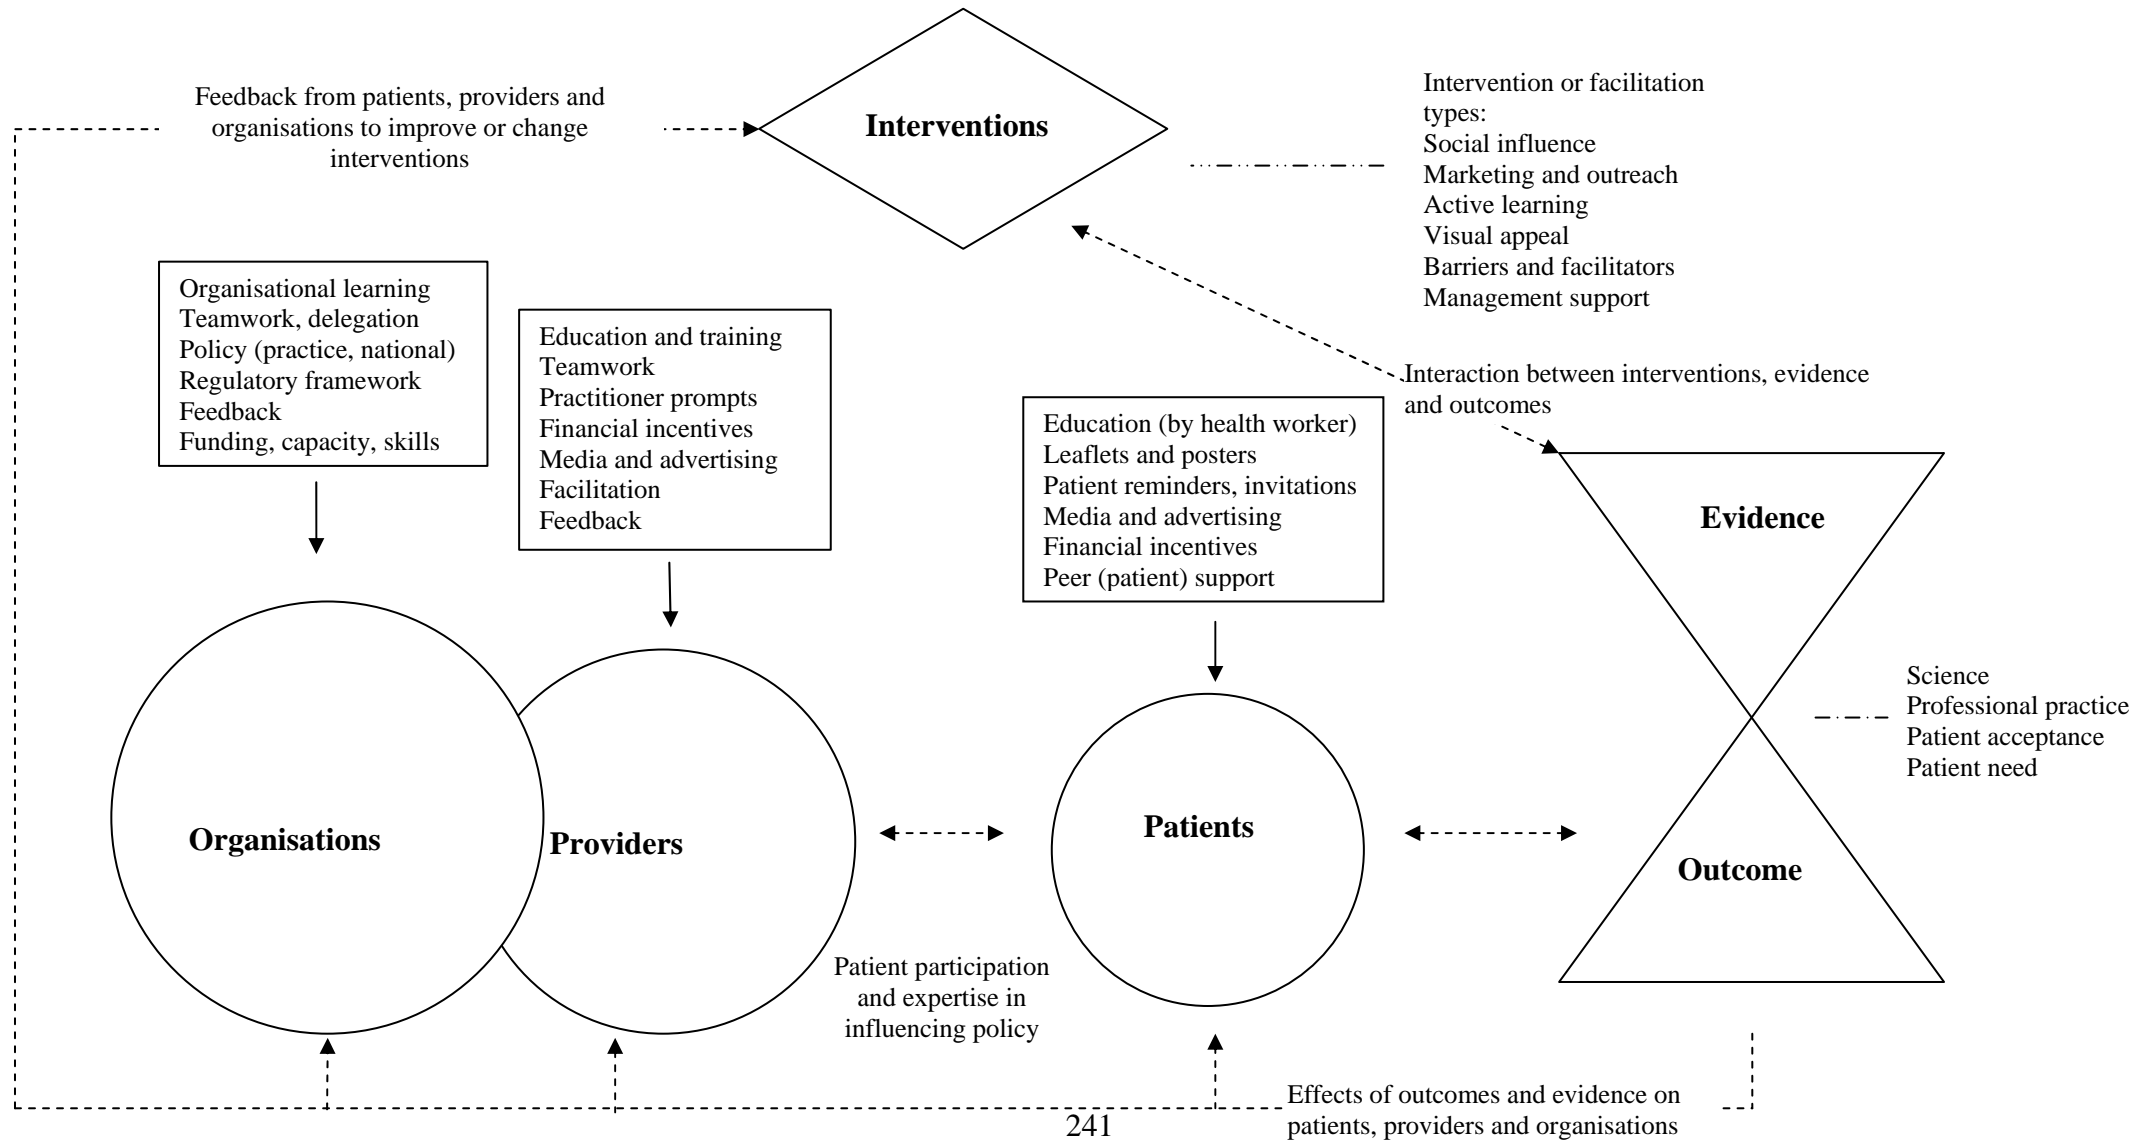 Interventions
Feedback from patients, providers and
organisations to improve or change
interventions
Intervention or facilitation
types:
Social influence
Marketing and outreach
Active learning
Visual appeal
Barriers and facilitators
Management support
Organisational learning
Teamwork, delegation
Policy (practice, national)
Regulatory framework
Feedback
Funding, capacity, skills
Education and training
Teamwork
Practitioner prompts
Financial incentives
Media and advertising
Facilitation
Feedback
Education (by health worker)
Leaflets and posters
Patient reminders, invitations
Media and advertising
Financial incentives
Peer (patient) support
Interaction between interventions, evidence
and outcomes
Evidence
Science
Professional practice
Patient acceptance
Patient need
Organisations
Providers
Patients
Outcome
Patient participation
and expertise in
influencing policy
Effects of outcomes and evidence on
patients, providers and organisations
241